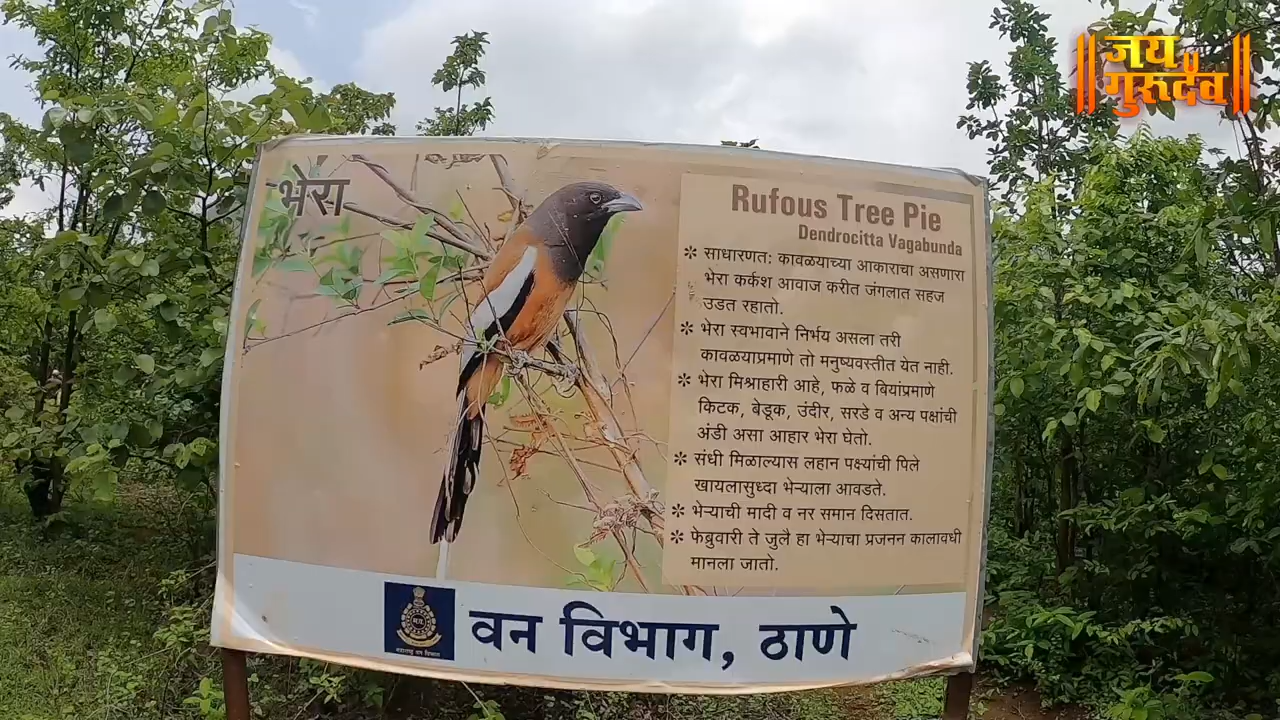 ॥ जय गुरूदेव ॥
भेरा
Rufous Tree Pie
Dendrocitta Vagabunda
❊ साधारणत: कावळयाच्या आकाराचा असणारा
भेरा कर्कश आवाज करीत जंगलात सहज
उडत रहातो.
❊ भेरा स्वभावाने निर्भय असला तरी
कावळयाप्रमाणे तो मनुष्यवस्तीत येत नाही.
❊ भेरा मिश्राहारी आहे, फळे व बियांप्रमाणे
किटक, बेडूक, उंदीर, सरडे व अन्य पक्षांची
अंडी असा आहार भेरा घेतो.
❊ संधी मिळाल्यास लहान पक्ष्यांची पिले
खायलासुध्दा भेऱ्याला आवडते.
❊ भेऱ्याची मादी व नर समान दिसतात.
❊ फेब्रुवारी ते जुलै हा भेऱ्याचा प्रजनन कालावधी
मानला जातो.
वन विभाग, ठाणे